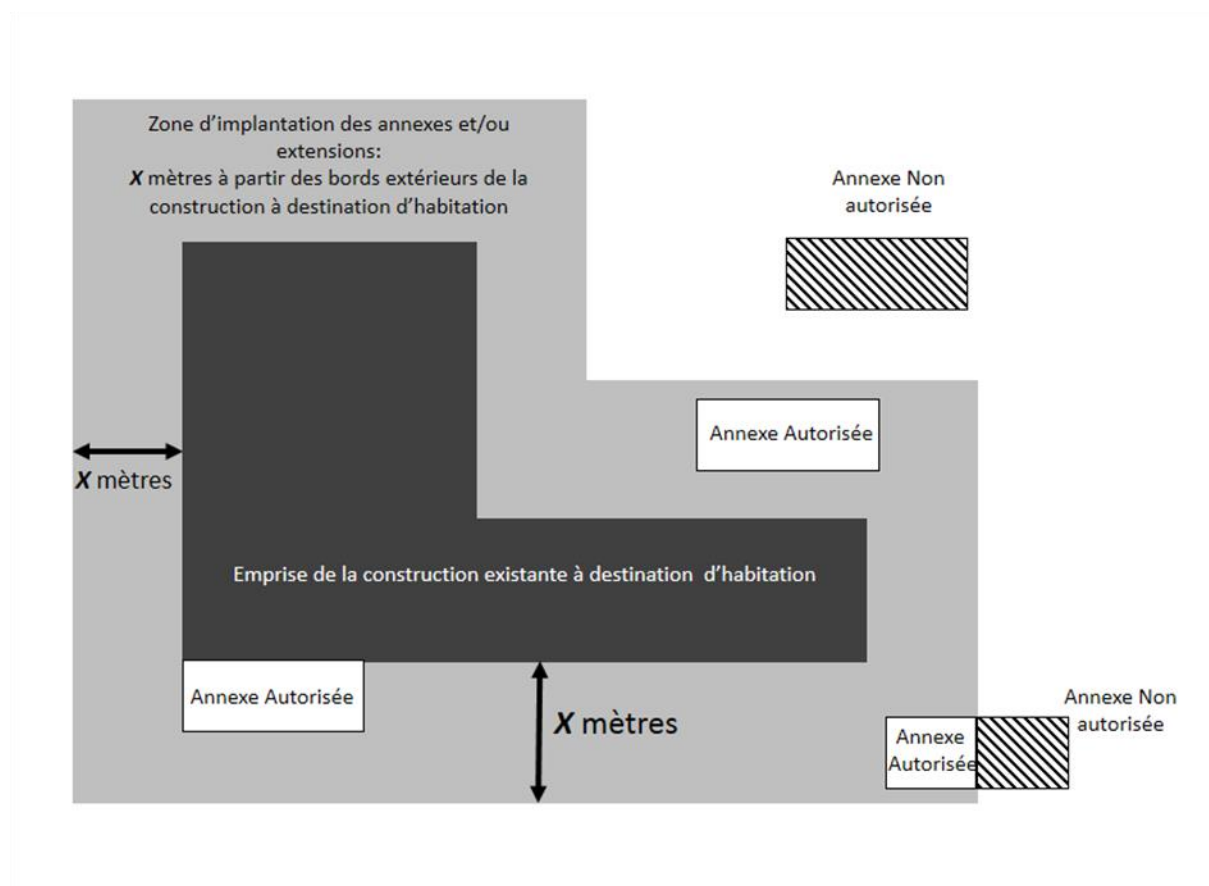 Zone d’implantation des annexes et/ou
extensions:
X mètres à partir des bords extérieurs de la
construction à destination d’habitation
Annexe Non
autorisée
Annexe Autorisée
X mètres
Emprise de la construction existante à destination d’habitation
Annexe Autorisée
X mètres
Annexe
Autorisée
Annexe Non
autorisée